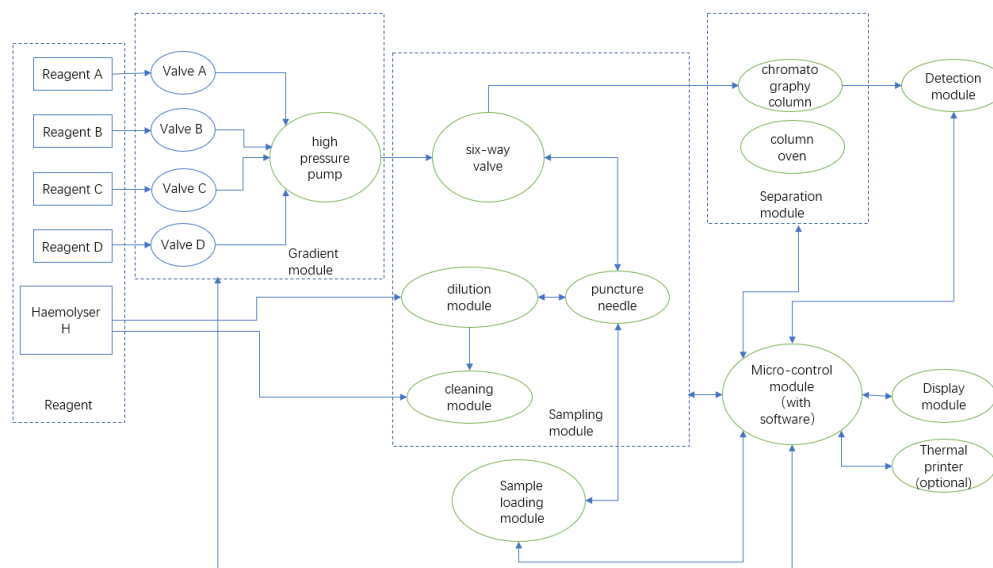 Reagent A
Reagent B
Reagent C
Reagent D
Haemolyser
H
Reagent
Valve A
Valve B
Valve C
Valve D
high
pressure
pump
Gradient
module
six-way
valve
dilution
module
puncture
needle
cleaning
module
Sampling
module
Sample
loading
module
chromato
graphy
column
column
oven
Separation
module
Detection
module
Micro-control
module
(with
software)
Display
module
Thermal
printer
(optional)